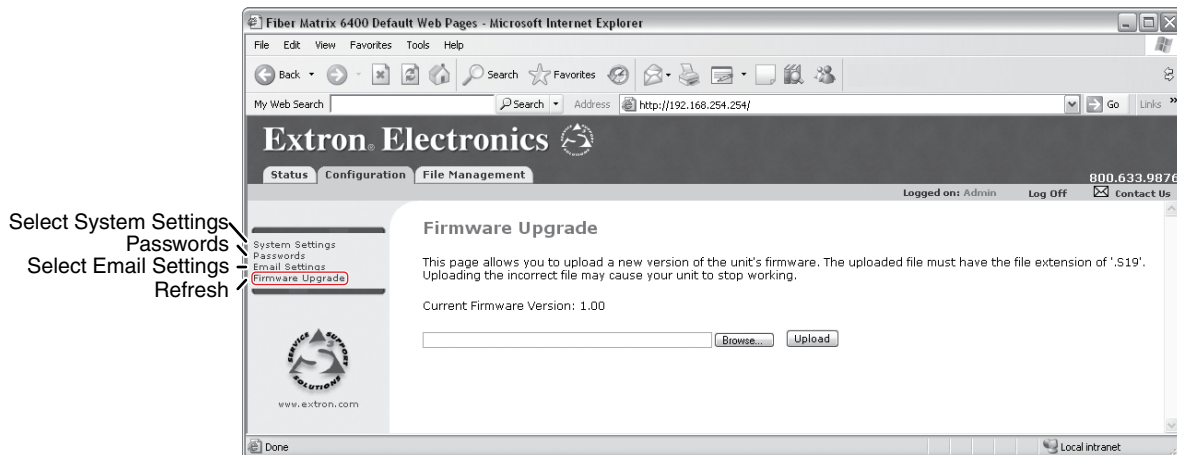 Fiber Matrix 6400 Default Web Pages - Microsoft Internet Explorer
File Edit View Favorites Tools Help
Back Search Favorites
My Web Search Search Address http://192.168.254.254/ Go Links »
Extron® Electronics
Status Configuration File Management 800.633.9876
Logged on: Admin Log Off Contact Us
Select System Settings
Passwords
Select Email Settings
Refresh
System Settings
Passwords
Email Settings
Firmware Upgrade
SERVICE SUPPORT SOLUTIONS
S3
www.extron.com
Firmware Upgrade
This page allows you to upload a new version of the unit's firmware. The uploaded file must have the file extension of '.S19'.
Uploading the incorrect file may cause your unit to stop working.
Current Firmware Version: 1.00
Browse... Upload
Done Local intranet